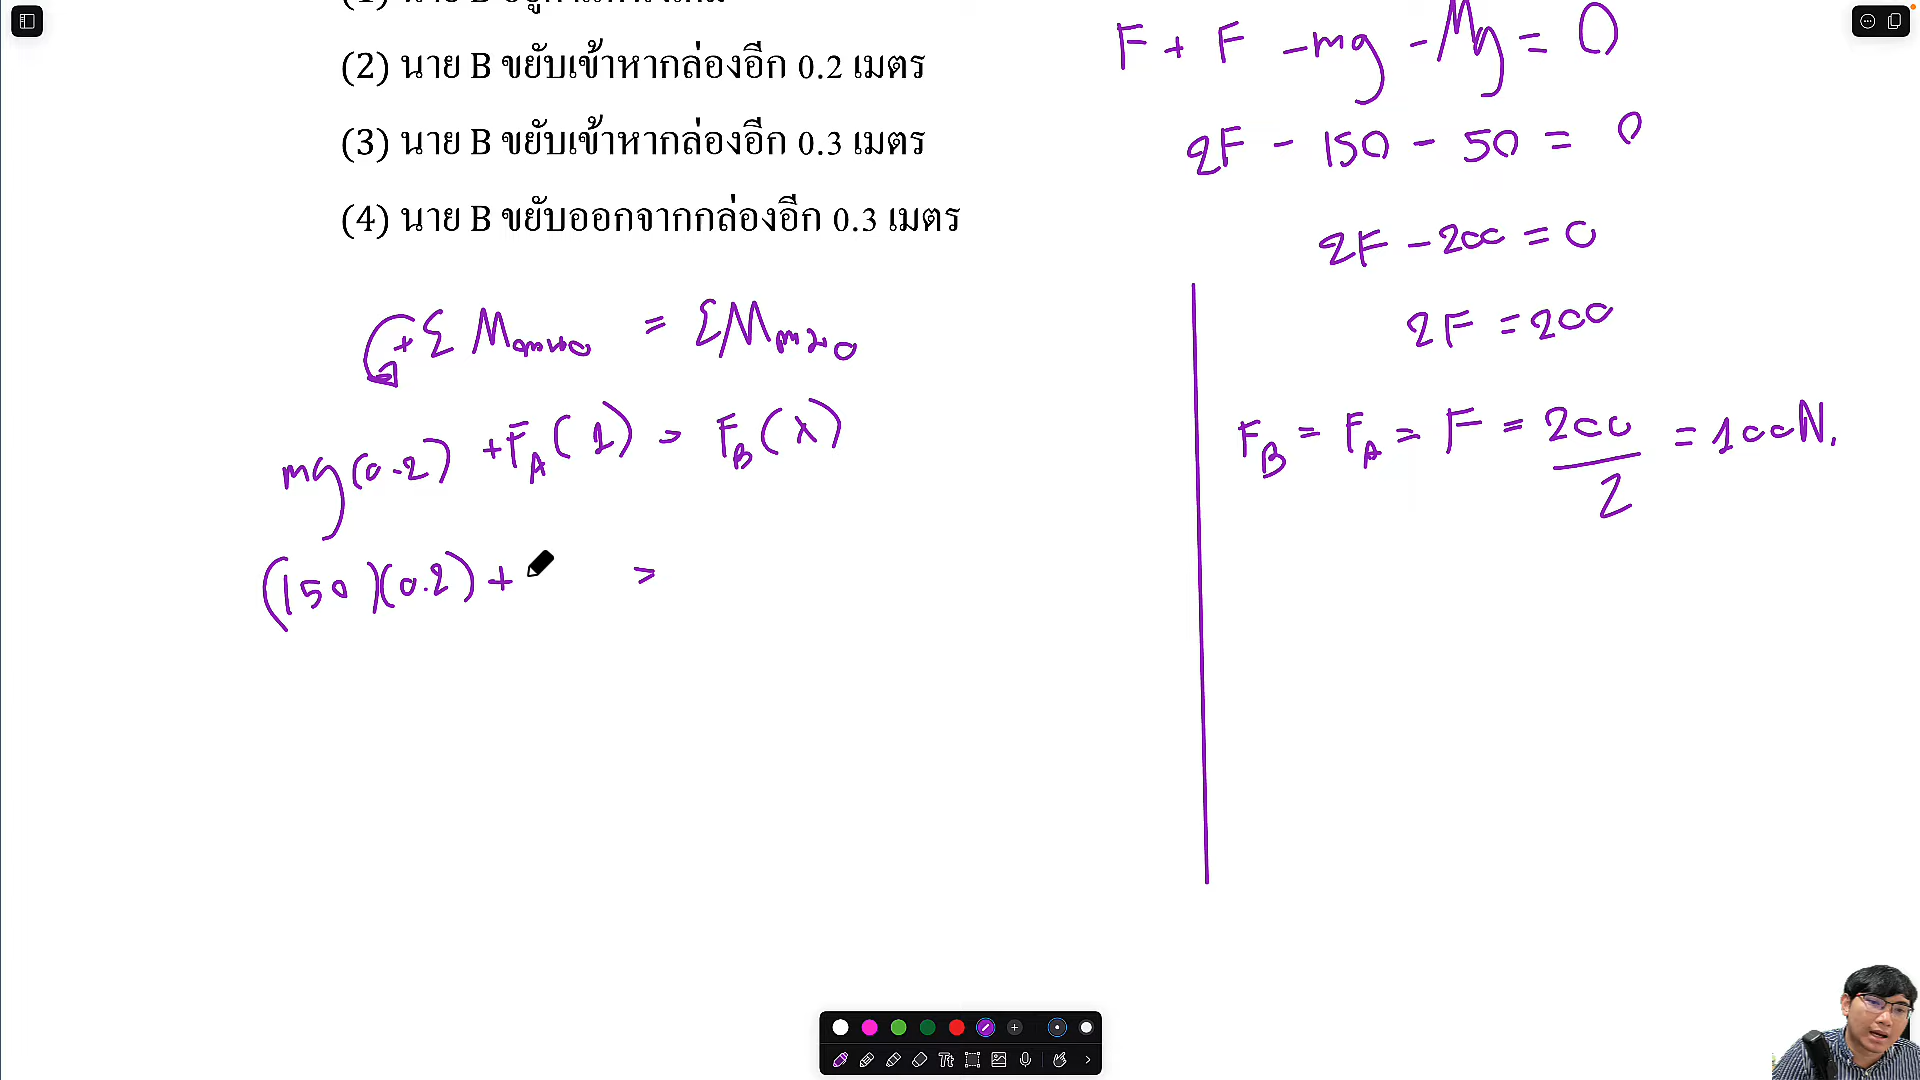 (2) นาย B ขยับเข้าหากล่องอีก 0.2 เมตร
(3) นาย B ขยับเข้าหากล่องอีก 0.3 เมตร
(4) นาย B ขยับออกจากกล่องอีก 0.3 เมตร
+ Σ M = Σ M
mg(0.2) + F_A(1) = F_B(x)
(150)(0.2) + =
F + F - mg - Mg = 0
2F - 150 - 50 = 0
2F - 200 = 0
2F = 200
F_B = F_A = F = 200/2 = 100N.
Tt